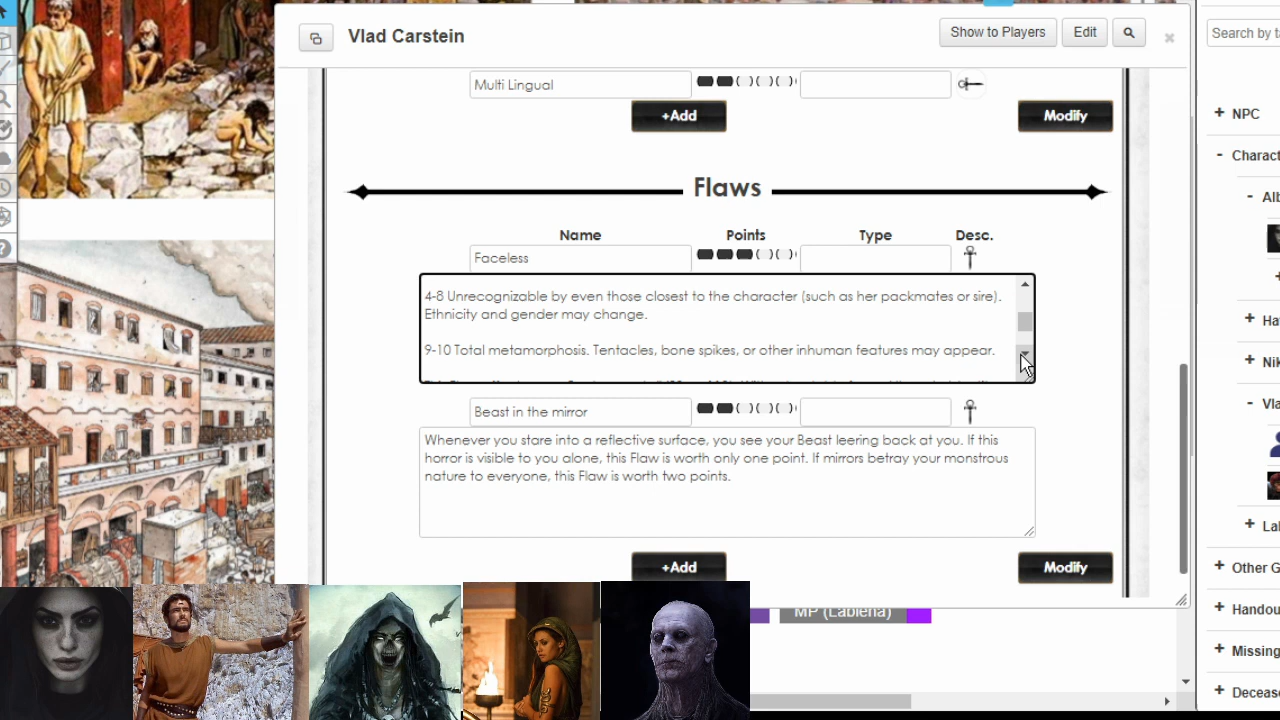 Vlad Carstein
Show to Players
Edit
Search by t
Multi Lingual
+Add
Modify
Flaws
Name Points Type Desc.
Faceless
4-8 Unrecognizable by even those closest to the character (such as her packmates or sire).
Ethnicity and gender may change.
9-10 Total metamorphosis. Tentacles, bone spikes, or other inhuman features may appear.
Beast in the mirror
Whenever you stare into a reflective surface, you see your Beast leering back at you. If this
horror is visible to you alone, this Flaw is worth only one point. If mirrors betray your monstrous
nature to everyone, this Flaw is worth two points.
+Add
Modify
MP (Labiena)
+ NPC
- Charact
- Alb
+
+ Ha
+ Nik
- Vla
+ Lal
+ Other G
+ Handou
+ Missing
+ Deceas